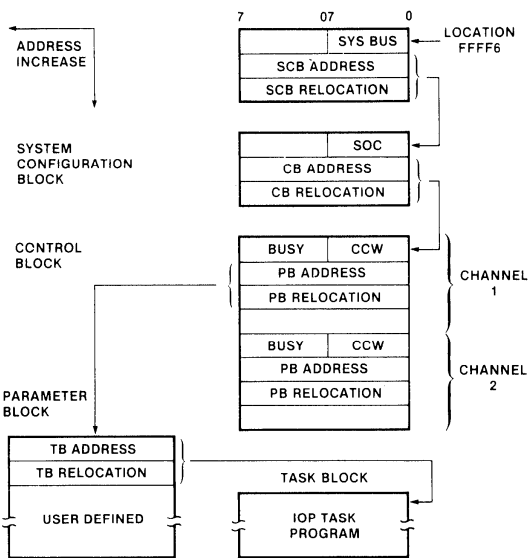 7 07 0
ADDRESS
INCREASE
SYS BUS
LOCATION
FFFF6
SCB ADDRESS
SCB RELOCATION
SYSTEM
CONFIGURATION
BLOCK
SOC
CB ADDRESS
CB RELOCATION
CONTROL
BLOCK
BUSY CCW
PB ADDRESS
PB RELOCATION
CHANNEL
1
BUSY CCW
PB ADDRESS
PB RELOCATION
CHANNEL
2
PARAMETER
BLOCK
TB ADDRESS
TB RELOCATION
USER DEFINED
TASK BLOCK
IOP TASK
PROGRAM